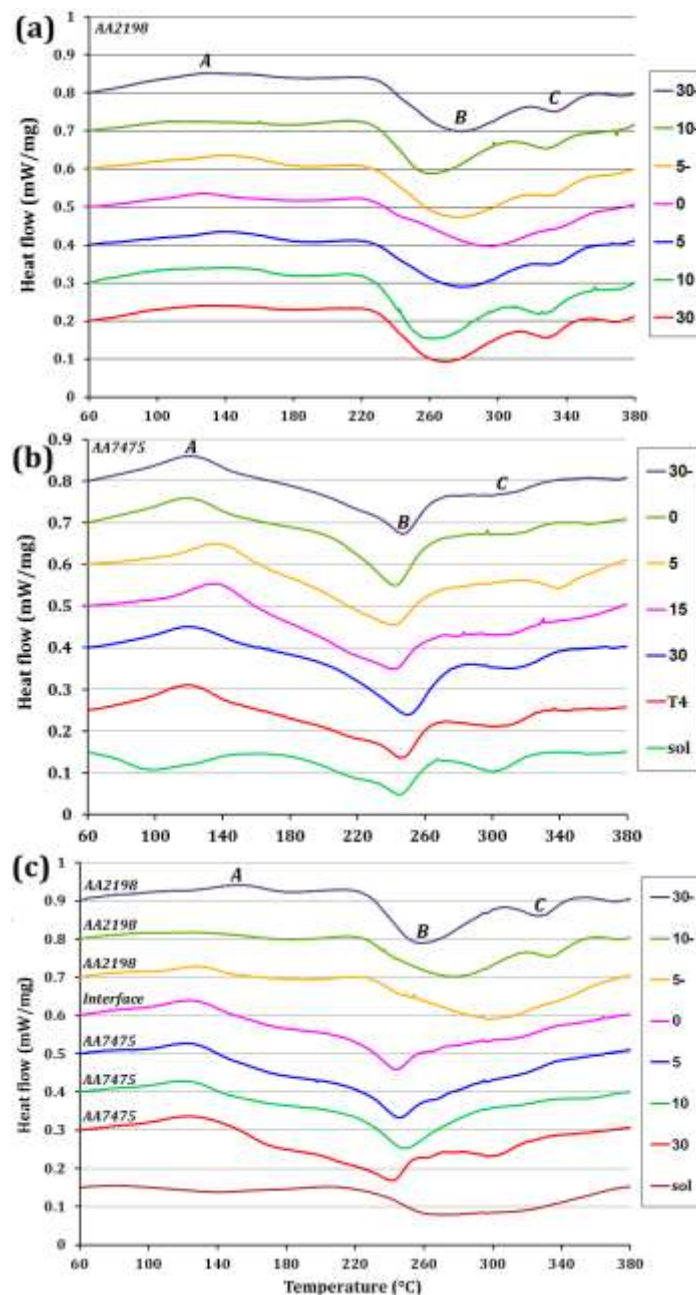 (a)
AA2198
1
0.9
0.8
0.7
0.6
0.5
0.4
0.3
0.2
0.1
0
Heat flow (mW/mg)
A
B
C
60 100 140 180 220 260 300 340 380
30-
10-
5-
0
5
10
30
(b)
AA7475
0.9
0.8
0.7
0.6
0.5
0.4
0.3
0.2
0.1
0
Heat flow (mW/mg)
A
B
C
60 100 140 180 220 260 300 340 380
30-
0
5
15
30
T4
sol
(c)
1
0.9
0.8
0.7
0.6
0.5
0.4
0.3
0.2
0.1
0
Heat flow (mW/mg)
AA2198
AA2198
AA2198
Interface
AA7475
AA7475
AA7475
A
B
C
60 100 140 180 220 260 300 340 380
Temperature (°C)
30-
10-
5-
0
5
10
30
sol